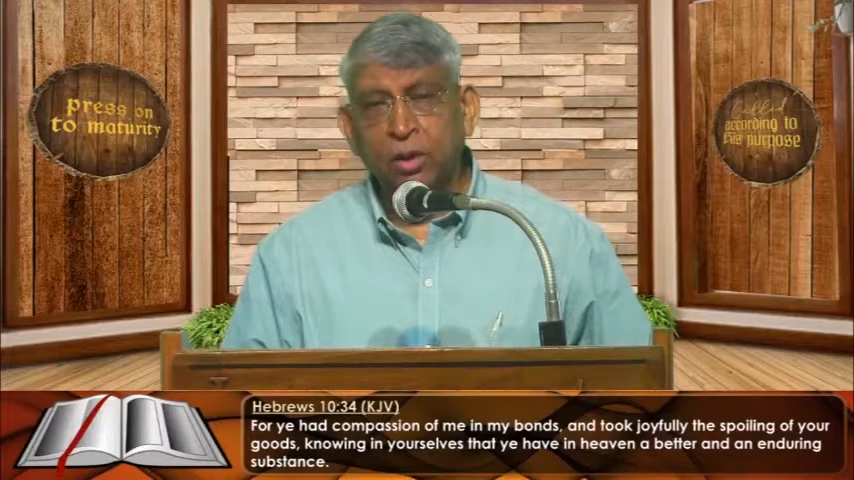 press on
to maturity
Called
according to
his purpose
Hebrews 10:34 (KJV)
For ye had compassion of me in my bonds, and took joyfully the spoiling of your
goods, knowing in yourselves that ye have in heaven a better and an enduring
substance.